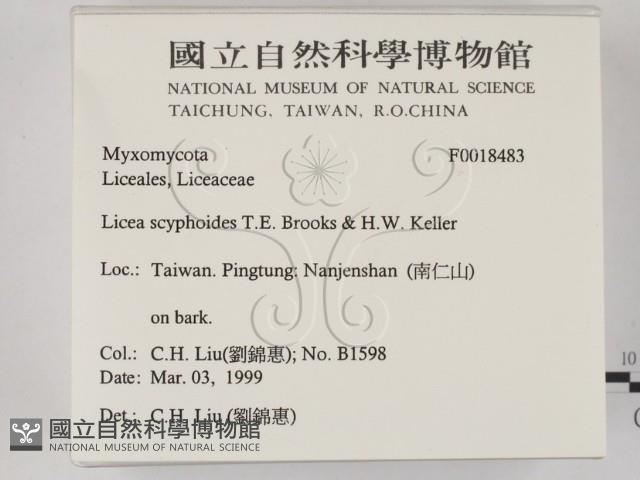 國立自然科學博物館
NATIONAL MUSEUM OF NATURAL SCIENCE
TAICHUNG, TAIWAN, R.O.CHINA
Myxomycota F0018483
Liceales, Liceaceae
Licea scyphoides T.E. Brooks & H.W. Keller
Loc.: Taiwan. Pingtung: Nanjenshan (南仁山)
on bark.
Col.: C.H. Liu(劉錦惠); No. B1598
Date: Mar. 03, 1999
Det.: C.H. Liu (劉錦惠)
國立自然科學博物館
NATIONAL MUSEUM OF NATURAL SCIENCE
10